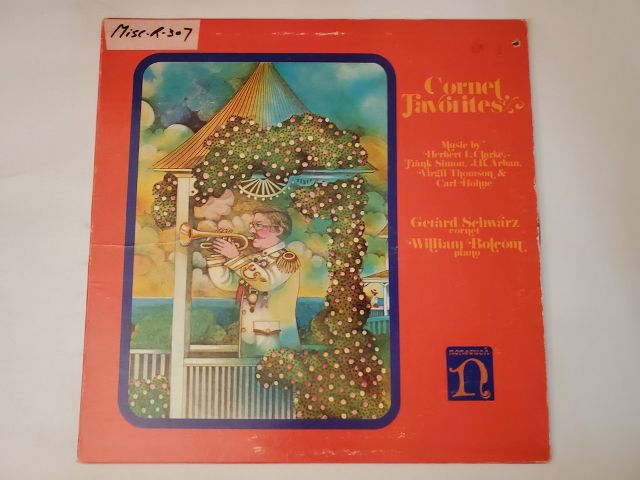 Misc-R-307
Cornet
Favorites
Music by
Herbert L. Clarke,
Frank Simon, J.B. Arban,
Virgil Thomson &
Carl Höhne
Gerard Schwarz
cornet
William Bolcom
piano
nonesuch
n